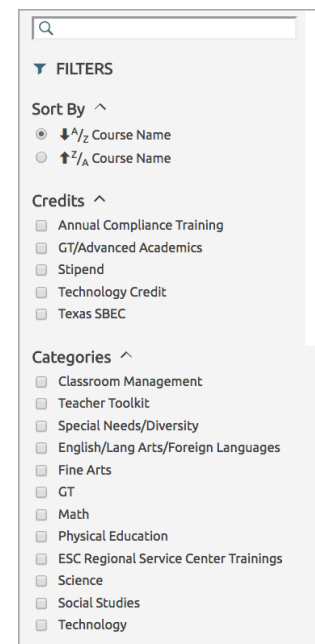 FILTERS
Sort By
A/Z Course Name
Z/A Course Name
Credits
Annual Compliance Training
GT/Advanced Academics
Stipend
Technology Credit
Texas SBEC
Categories
Classroom Management
Teacher Toolkit
Special Needs/Diversity
English/Lang Arts/Foreign Languages
Fine Arts
GT
Math
Physical Education
ESC Regional Service Center Trainings
Science
Social Studies
Technology